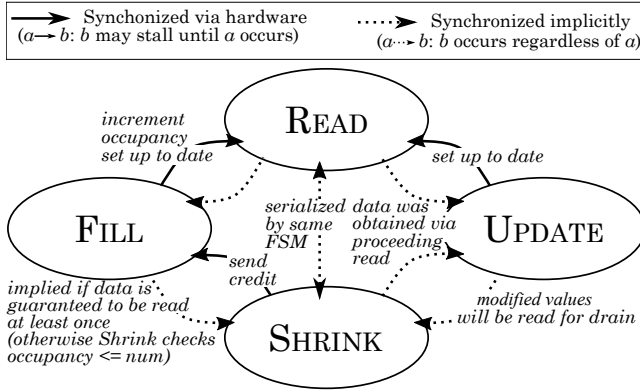 Synchonized via hardware
(a→ b: b may stall until a occurs)
Synchronized implicitly
(a⋯> b: b occurs regardless of a)
increment
occupancy
set up to date
READ
set up to date
FILL
serialized
by same
FSM
data was
obtained via
proceeding
read
UPDATE
send
credit
implied if data is
guaranteed to be read
at least once
(otherwise Shrink checks
occupancy <= num)
SHRINK
modified values
will be read for drain